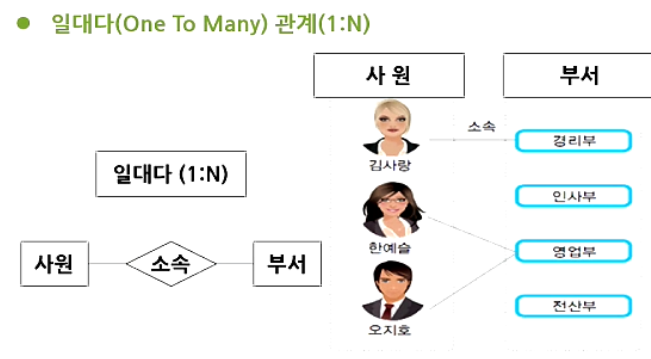 일대다(One To Many) 관계(1:N)
사 원
부서
소속
경리부
김사랑
일대다 (1:N)
인사부
한예슬
영업부
사원
소속
부서
전산부
오지호